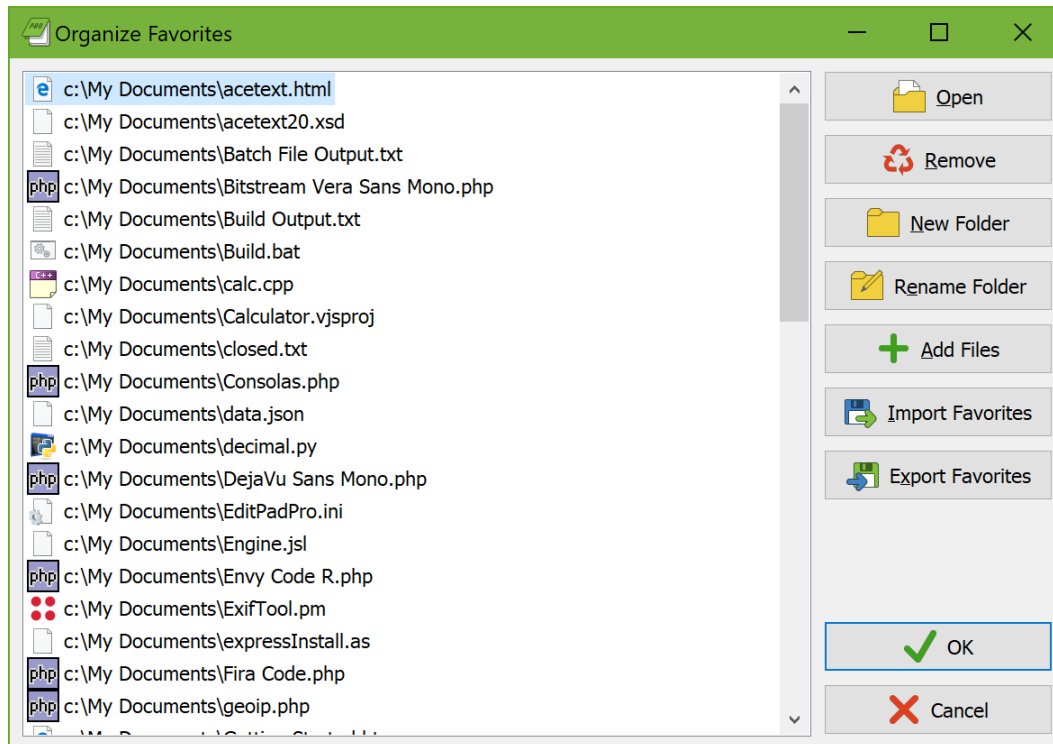 Organize Favorites
c:\My Documents\acetext.html
c:\My Documents\acetext20.xsd
c:\My Documents\Batch File Output.txt
php c:\My Documents\Bitstream Vera Sans Mono.php
c:\My Documents\Build Output.txt
c:\My Documents\Build.bat
C++ c:\My Documents\calc.cpp
c:\My Documents\Calculator.vjsproj
c:\My Documents\closed.txt
php c:\My Documents\Consolas.php
c:\My Documents\data.json
c:\My Documents\decimal.py
php c:\My Documents\DejaVu Sans Mono.php
c:\My Documents\EditPadPro.ini
c:\My Documents\Engine.jsl
php c:\My Documents\Envy Code R.php
c:\My Documents\ExifTool.pm
c:\My Documents\expressInstall.as
php c:\My Documents\Fira Code.php
php c:\My Documents\geoip.php
Open
Remove
New Folder
Rename Folder
Add Files
Import Favorites
Export Favorites
OK
Cancel